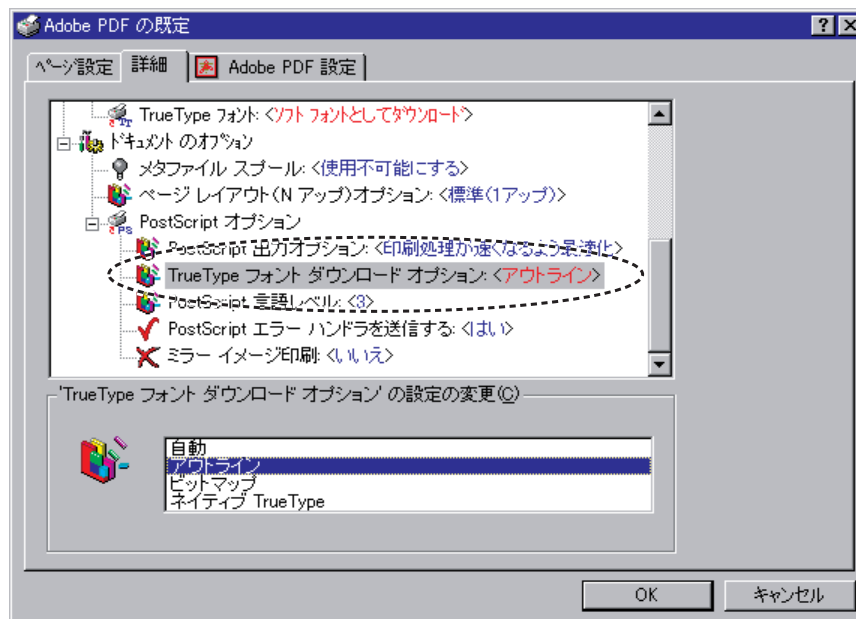 Adobe PDF の既定
ページ設定 詳細 Adobe PDF 設定
TrueType フォント: <ソフト フォントとしてダウンロード>
ドキュメント のオプション
メタファイル スプール: <使用不可能にする>
ページ レイアウト(N アップ)オプション: <標準(1アップ)>
PostScript オプション
PostScript 出力オプション: <印刷処理が速くなるよう最適化>
TrueType フォント ダウンロード オプション: <アウトライン>
PostScript 言語レベル: <3>
PostScript エラー ハンドラを送信する: <はい>
ミラー イメージ印刷: <いいえ>
'TrueType フォント ダウンロード オプション' の設定の変更(C)
自動
アウトライン
ビットマップ
ネイティブ TrueType
OK キャンセル